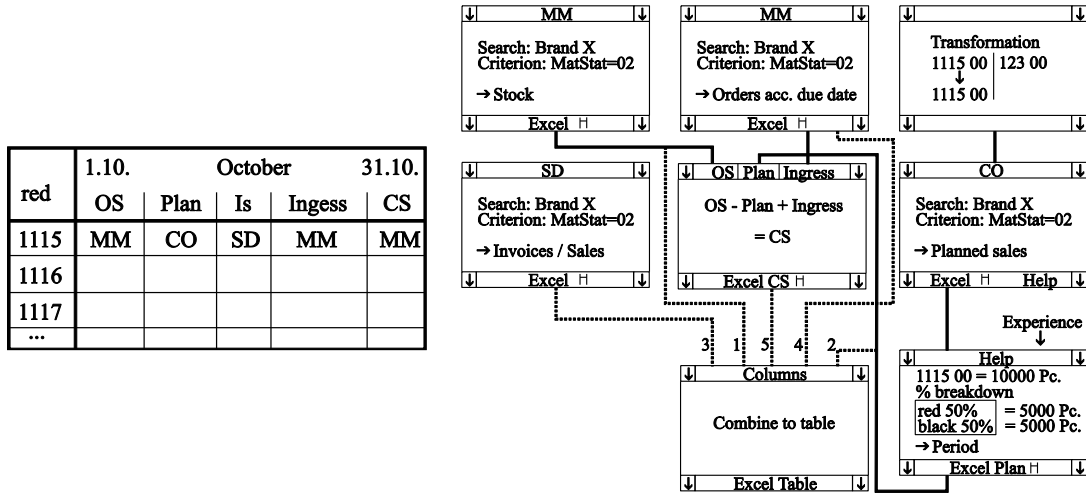 1.10. October 31.10.
red
OS Plan Is Ingess CS
1115 MM CO SD MM MM
1116
1117
...
MM
Search: Brand X
Criterion: MatStat=02
→ Stock
Excel
MM
Search: Brand X
Criterion: MatStat=02
→ Orders acc. due date
Excel
Transformation
1115 00 123 00
↓
1115 00
SD
Search: Brand X
Criterion: MatStat=02
→ Invoices / Sales
Excel
OS Plan Ingress
OS - Plan + Ingress
= CS
Excel CS
CO
Search: Brand X
Criterion: MatStat=02
→ Planned sales
Excel Help
Experience
3 1 5 4 2
Columns
Combine to table
Excel Table
Help
1115 00 = 10000 Pc.
% breakdown
red 50% = 5000 Pc.
black 50% = 5000 Pc.
→ Period
Excel Plan